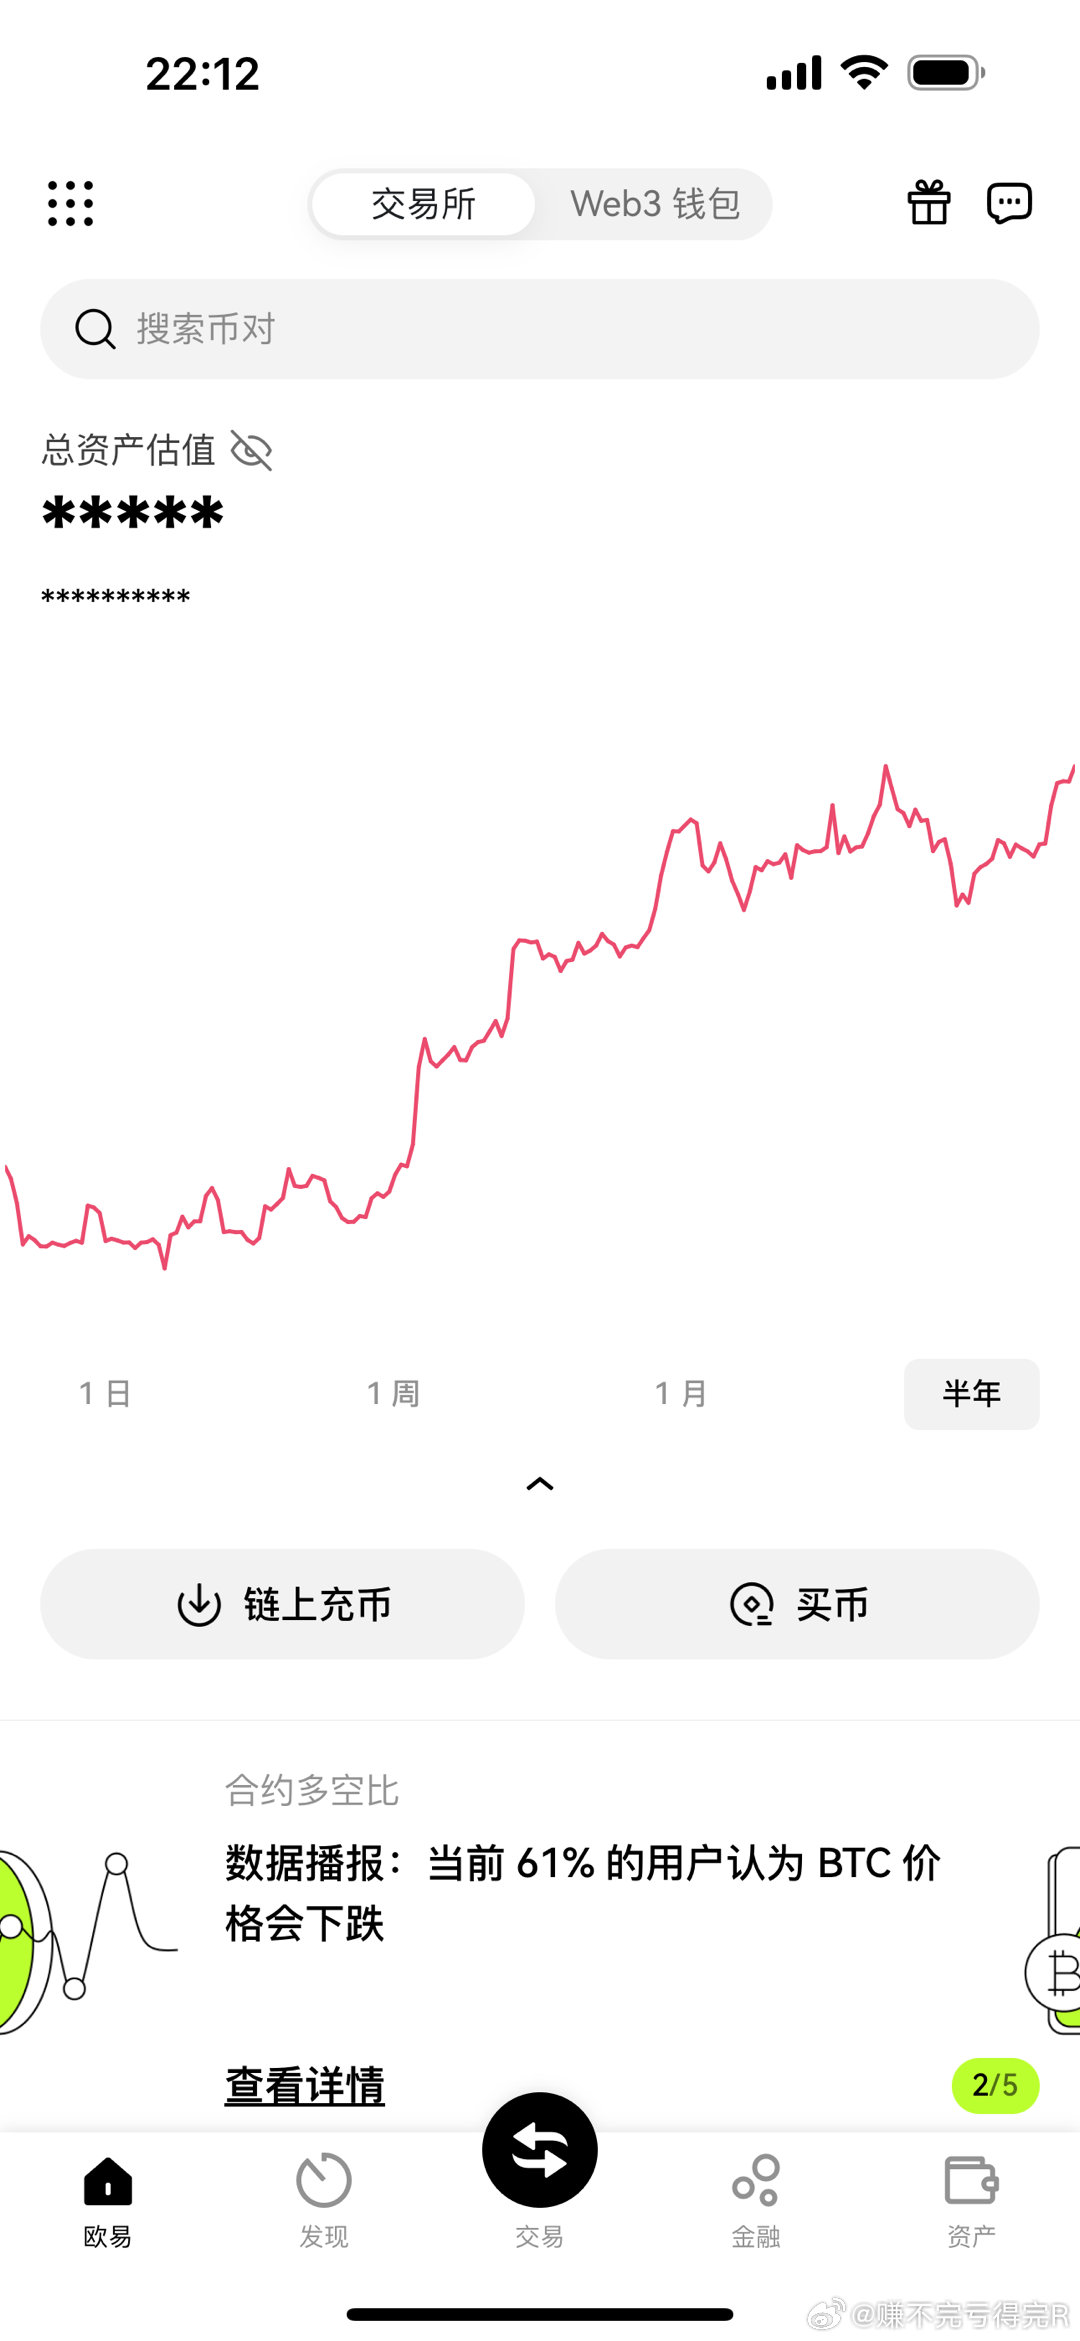 22:12
交易所
Web3 钱包
搜索币对
总资产估值
*****
**********
1 日
1 周
1 月
半年
链上充币
买币
合约多空比
数据播报：当前 61% 的用户认为 BTC 价
格会下跌
查看详情
2/5
欧易
发现
交易
金融
资产
@赚不完亏得完R